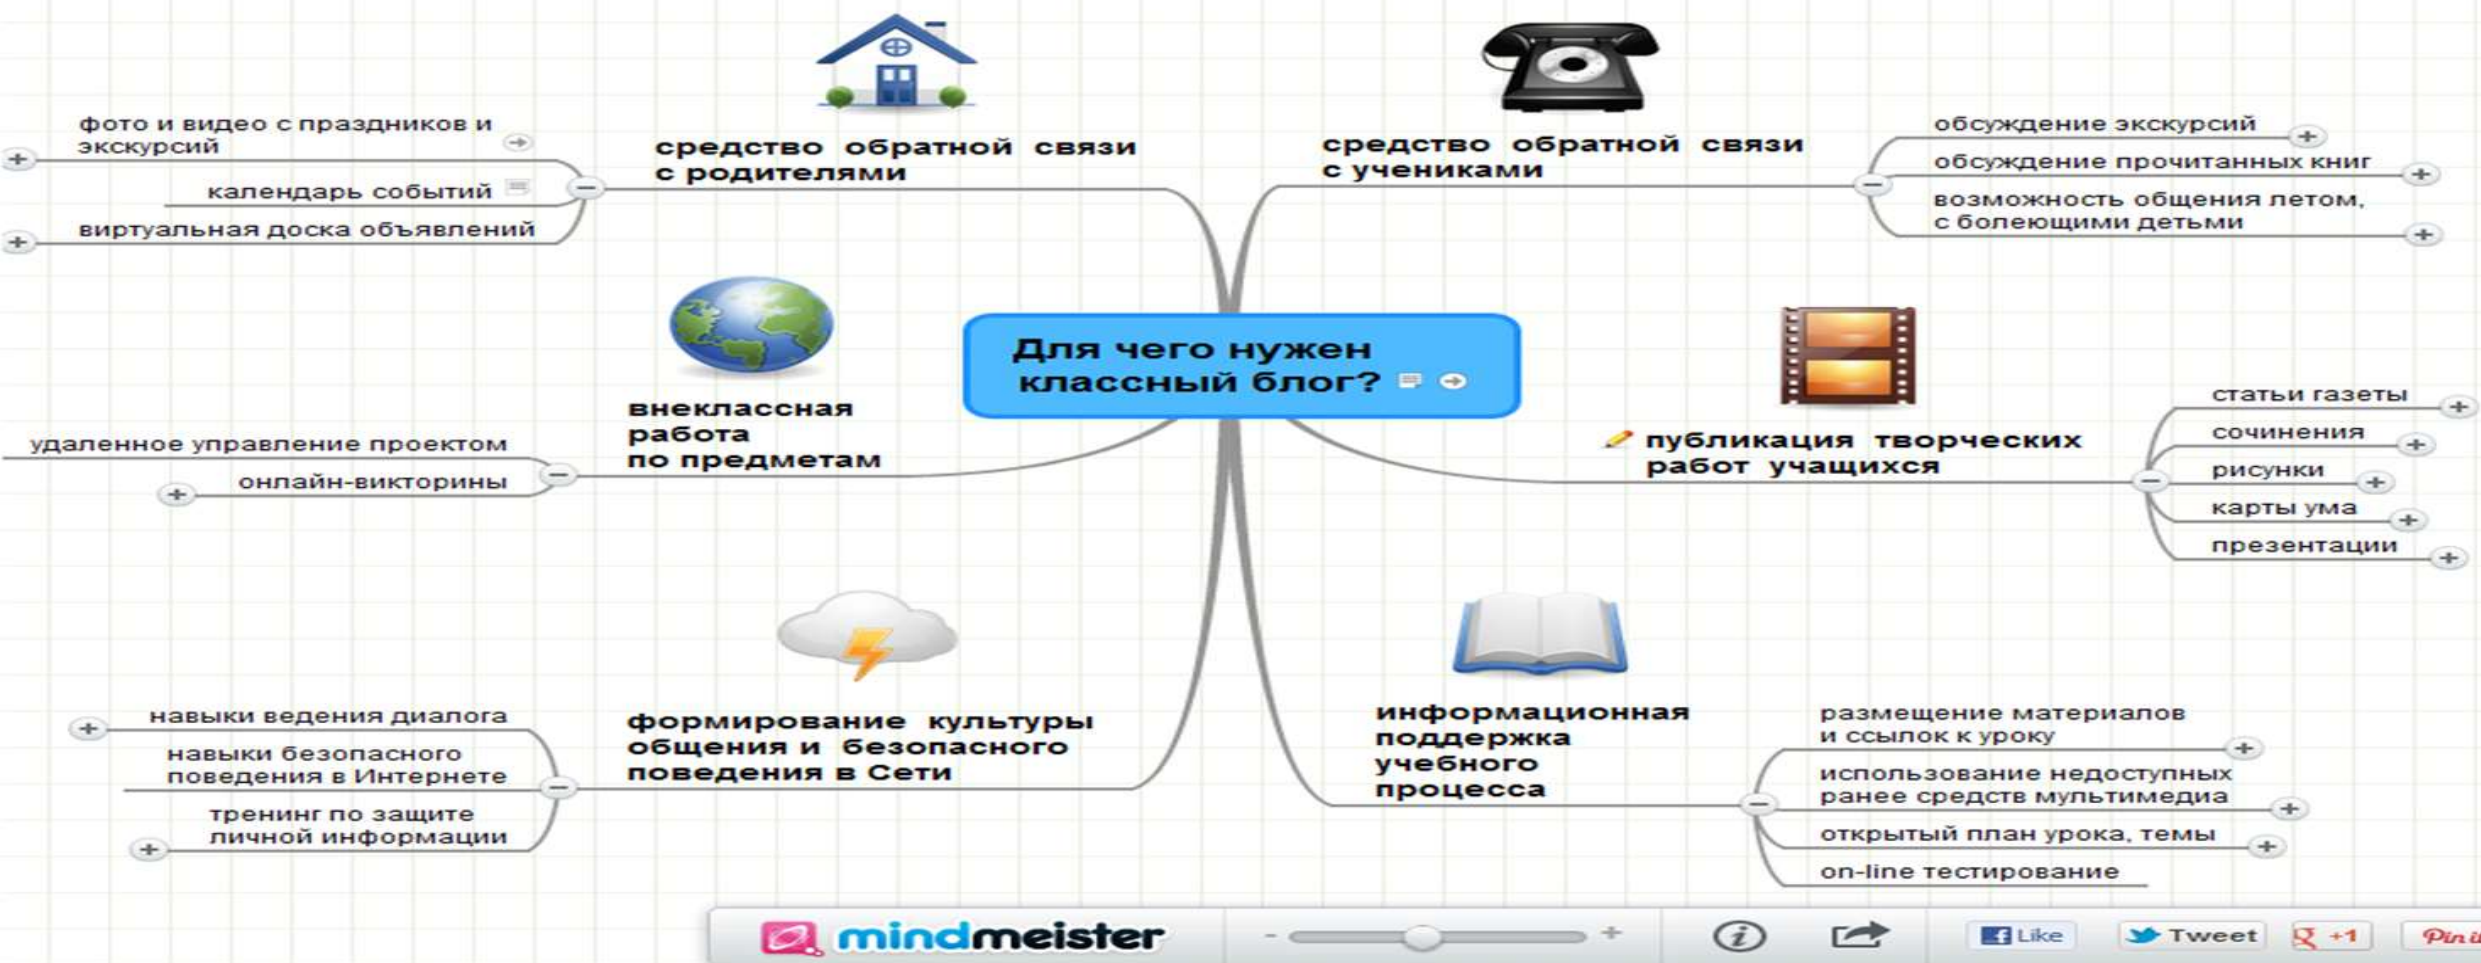 средство обратной связи
с родителями
фото и видео с праздников и
экскурсий
календарь событий
виртуальная доска объявлений
средство обратной связи
с учениками
обсуждение экскурсий
обсуждение прочитанных книг
возможность общения летом,
с болеющими детьми
Для чего нужен
классный блог?
внеклассная
работа
по предметам
удаленное управление проектом
онлайн-викторины
публикация творческих
работ учащихся
статьи газеты
сочинения
рисунки
карты ума
презентации
формирование культуры
общения и безопасного
поведения в Сети
навыки ведения диалога
навыки безопасного
поведения в Интернете
тренинг по защите
личной информации
информационная
поддержка
учебного
процесса
размещение материалов
и ссылок к уроку
использование недоступных
ранее средств мультимедиа
открытый план урока, темы
on-line тестирование
mindmeister
- +
Like
Tweet
+1
Pin